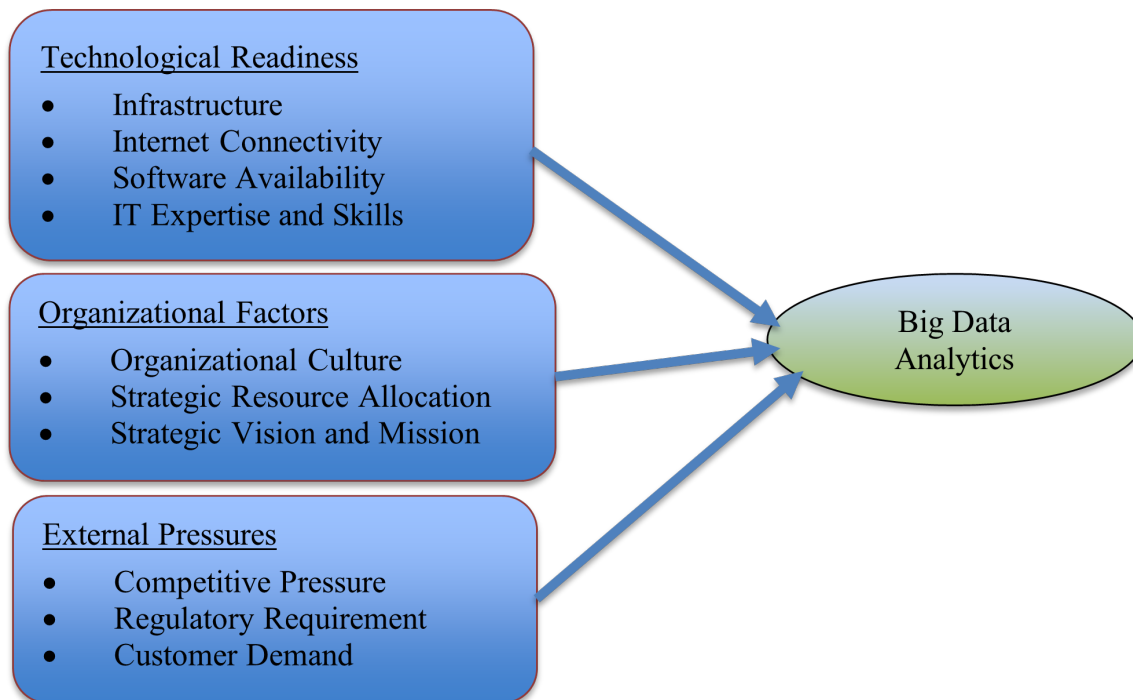 Technological Readiness
• Infrastructure
• Internet Connectivity
• Software Availability
• IT Expertise and Skills
Organizational Factors
• Organizational Culture
• Strategic Resource Allocation
• Strategic Vision and Mission
External Pressures
• Competitive Pressure
• Regulatory Requirement
• Customer Demand
Big Data
Analytics